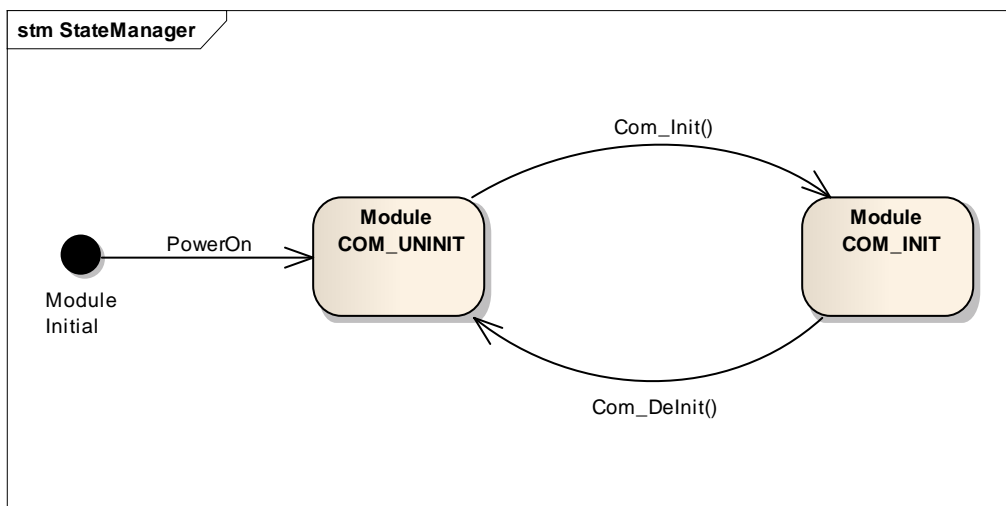 stm StateManager
Com_Init()
Module
COM_UNINIT
Module
COM_INIT
PowerOn
Module
Initial
Com_DeInit()